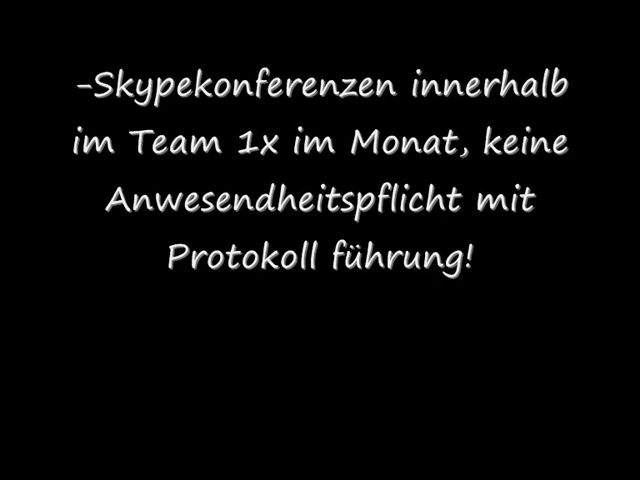 -Skypekonferenzen innerhalb
im Team 1x im Monat, keine
Anwesendheitspflicht mit
Protokoll führung!